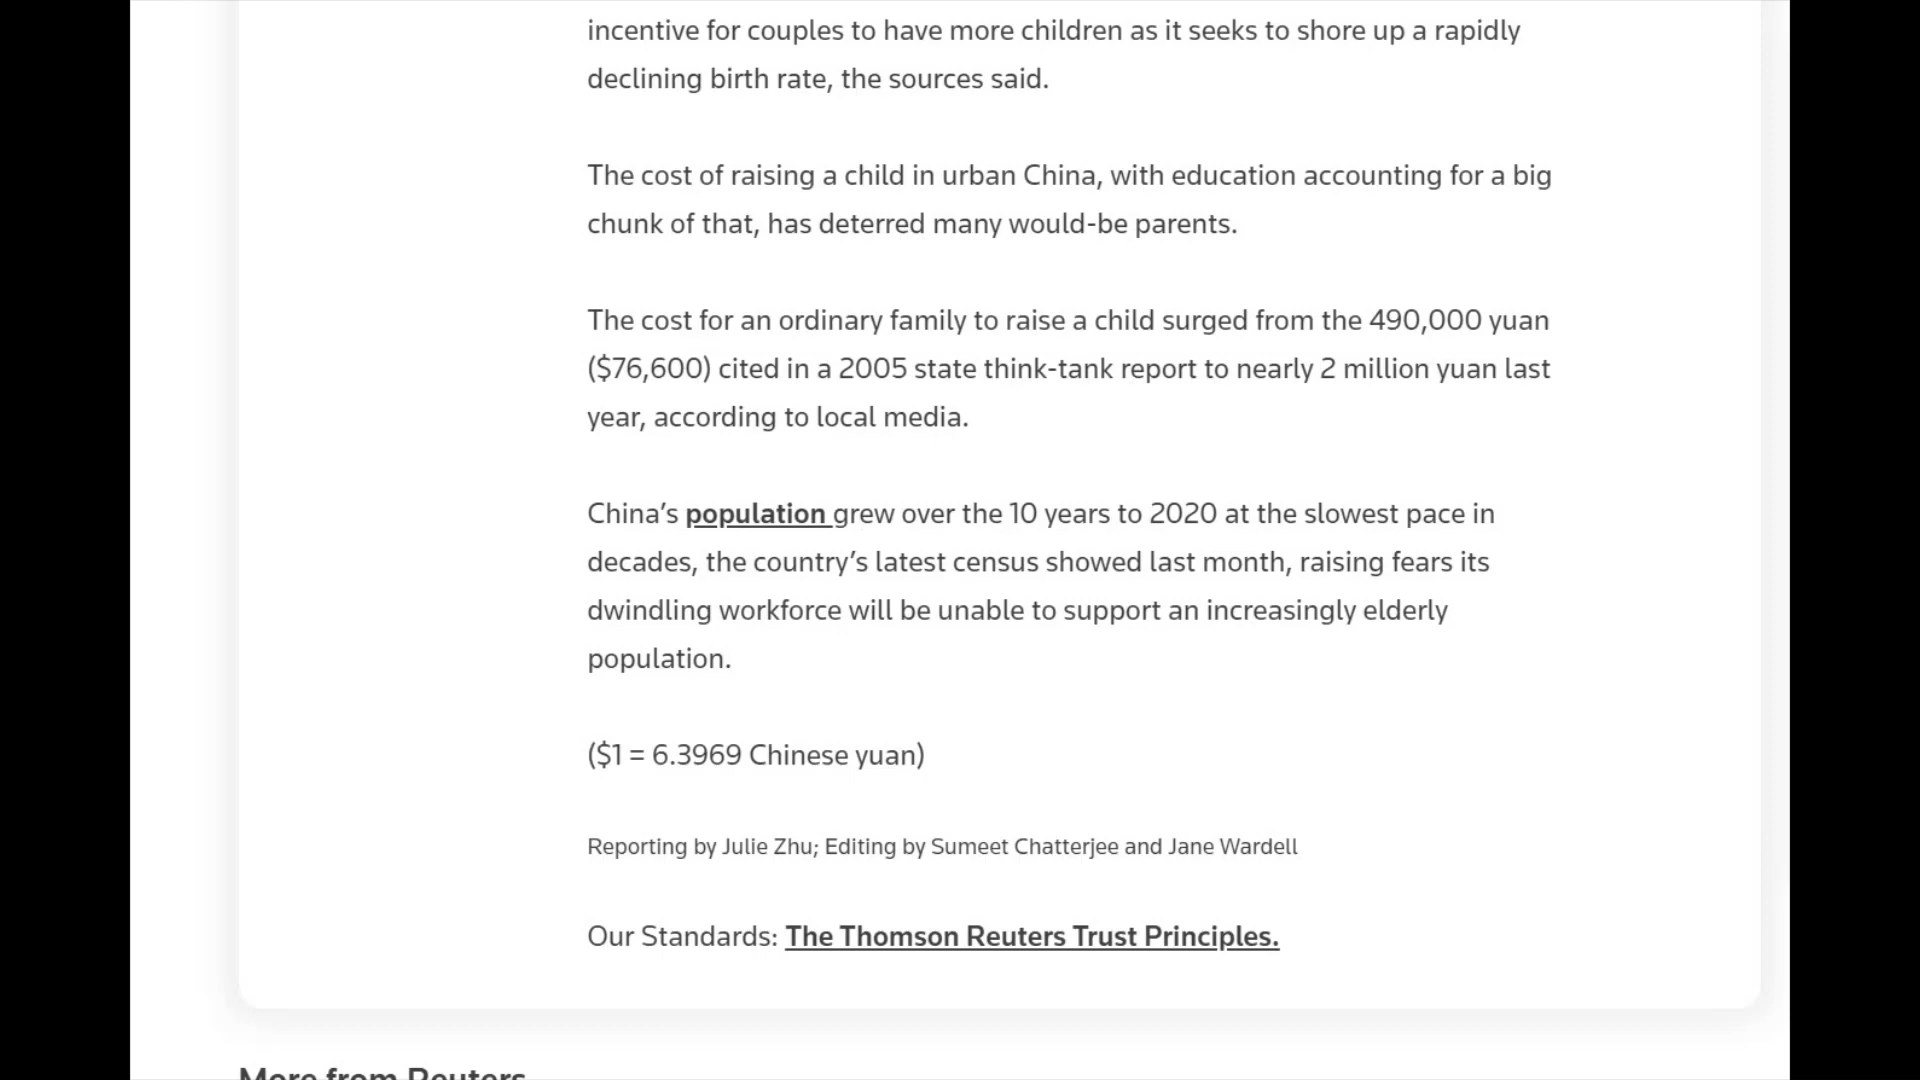 incentive for couples to have more children as it seeks to shore up a rapidly
declining birth rate, the sources said.
The cost of raising a child in urban China, with education accounting for a big
chunk of that, has deterred many would-be parents.
The cost for an ordinary family to raise a child surged from the 490,000 yuan
($76,600) cited in a 2005 state think-tank report to nearly 2 million yuan last
year, according to local media.
China’s population grew over the 10 years to 2020 at the slowest pace in
decades, the country’s latest census showed last month, raising fears its
dwindling workforce will be unable to support an increasingly elderly
population.
($1 = 6.3969 Chinese yuan)
Reporting by Julie Zhu; Editing by Sumeet Chatterjee and Jane Wardell
Our Standards: The Thomson Reuters Trust Principles.
More from Reuters